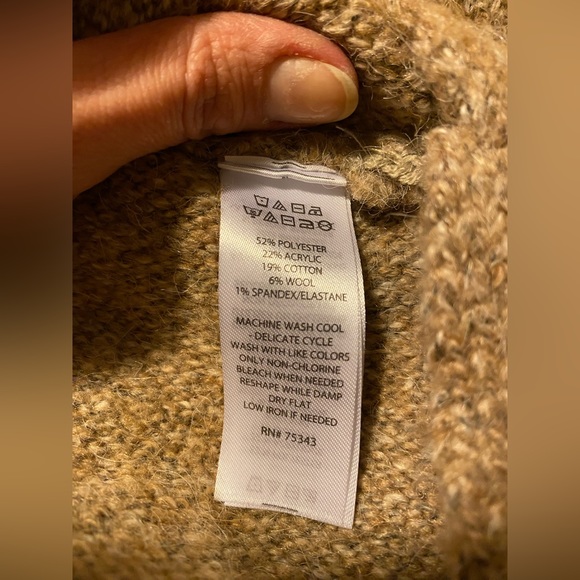 52% POLYESTER
22% ACRYLIC
19% COTTON
6% WOOL
1% SPANDEX/ELASTANE
MACHINE WASH COOL
- DELICATE CYCLE
WASH WITH LIKE COLORS
ONLY NON-CHLORINE
BLEACH WHEN NEEDED
RESHAPE WHILE DAMP
DRY FLAT
LOW IRON IF NEEDED
RN# 75343